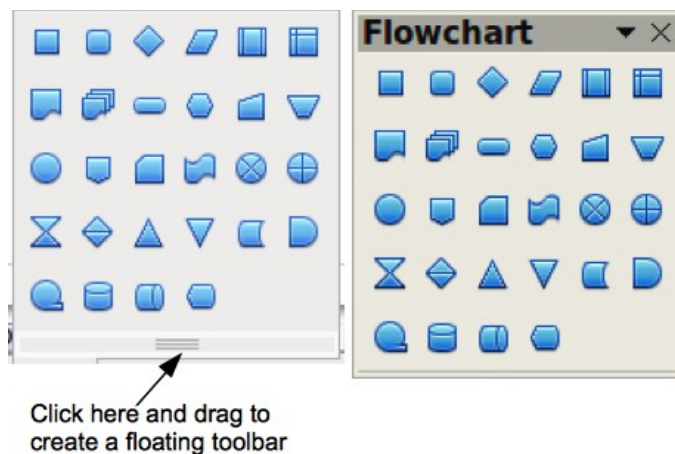 Flowchart
Click here and drag to
create a floating toolbar